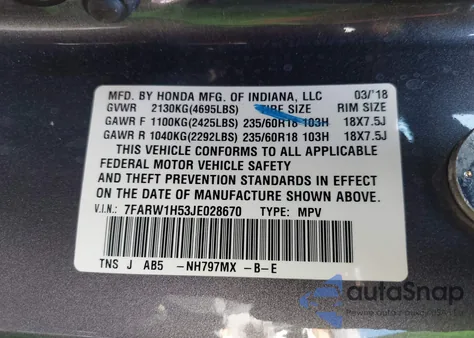 MFD. BY HONDA MFG. OF INDIANA, LLC 03/'18
GVWR 2130KG(4695LBS) SIZE RIM SIZE
GAWR F 1100KG(2425LBS) 235/60R18 103H 18X7.5J
GAWR R 1040KG(2292LBS) 235/60R18 103H 18X7.5J
THIS VEHICLE CONFORMS TO ALL APPLICABLE
FEDERAL MOTOR VEHICLE SAFETY
AND THEFT PREVENTION STANDARDS IN EFFECT
ON THE DATE OF MANUFACTURE SHOWN ABOVE.
V.I.N.: 7FARW1H53JE028670 TYPE: MPV
TNS J AB5 -NH797MX -B-E
autoSnap